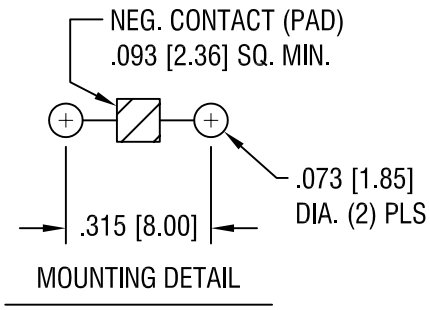 NEG. CONTACT (PAD)
.093 [2.36] SQ. MIN.
.073 [1.85]
DIA. (2) PLS
.315 [8.00]
MOUNTING DETAIL